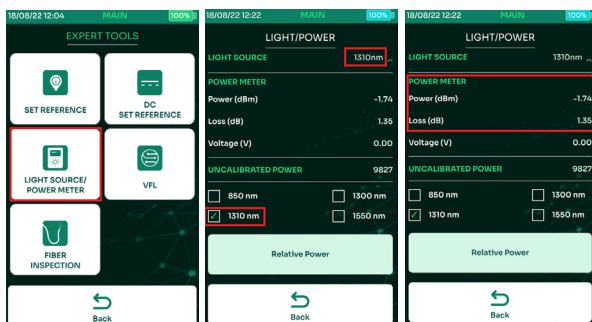 18/08/22 12:04 MAIN 100%
EXPERT TOOLS
SET REFERENCE
DC
SET REFERENCE
LIGHT SOURCE/
POWER METER
VFL
FIBER
INSPECTION
Back
18/08/22 12:22 MAIN 100%
LIGHT/POWER
LIGHT SOURCE 1310nm
POWER METER
Power (dBm) -1.74
Loss (dB) 1.35
Voltage (V) 0.00
UNCALIBRATED POWER 9827
850 nm 1300 nm
1310 nm 1550 nm
Relative Power
Back
18/08/22 12:22 MAIN 100%
LIGHT/POWER
LIGHT SOURCE 1310nm
POWER METER
Power (dBm) -1.74
Loss (dB) 1.35
Voltage (V) 0.00
UNCALIBRATED POWER 9827
850 nm 1300 nm
1310 nm 1550 nm
Relative Power
Back